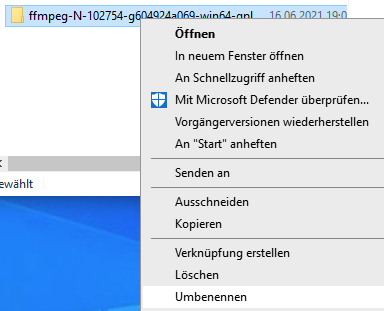 ffmpeg-N-102754-g604924a069-win64-gpl
16.06.2021 19:0
Öffnen
In neuem Fenster öffnen
An Schnellzugriff anheften
Mit Microsoft Defender überprüfen...
Vorgängerversionen wiederherstellen
An "Start" anheften
Senden an
ewählt
Ausschneiden
Kopieren
Verknüpfung erstellen
Löschen
Umbenennen